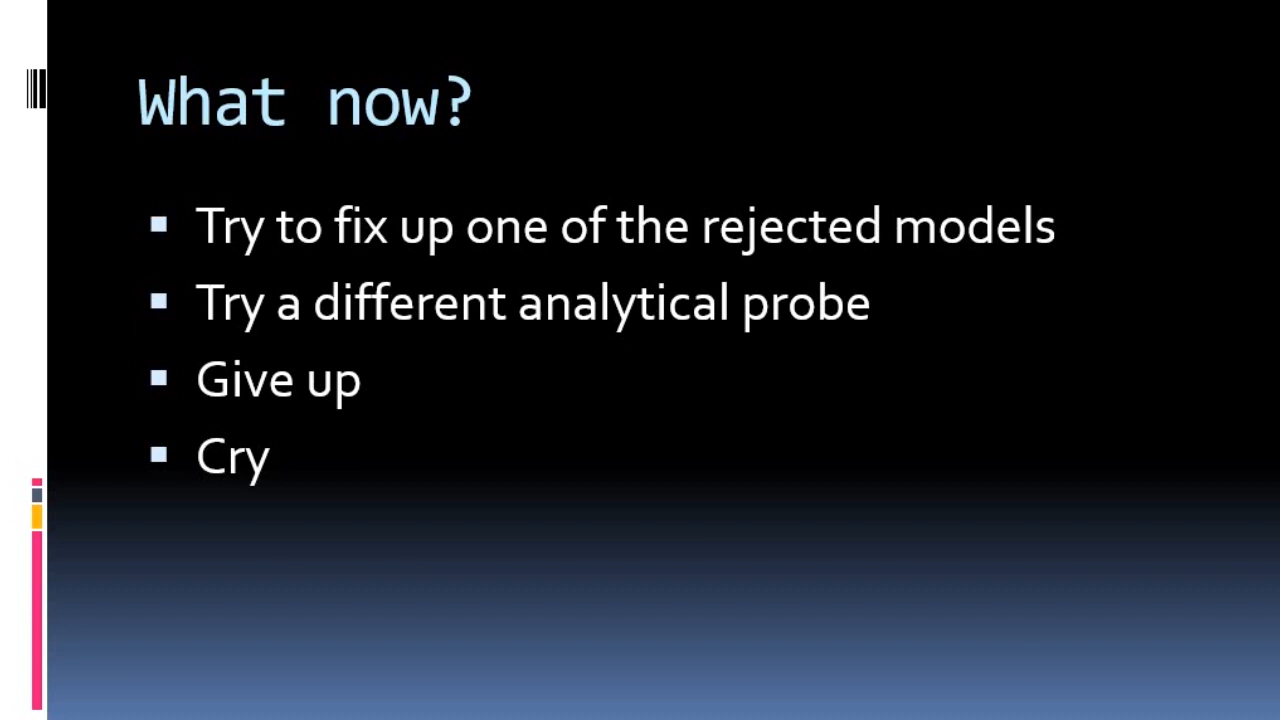 What now?
Try to fix up one of the rejected models
Try a different analytical probe
Give up
Cry